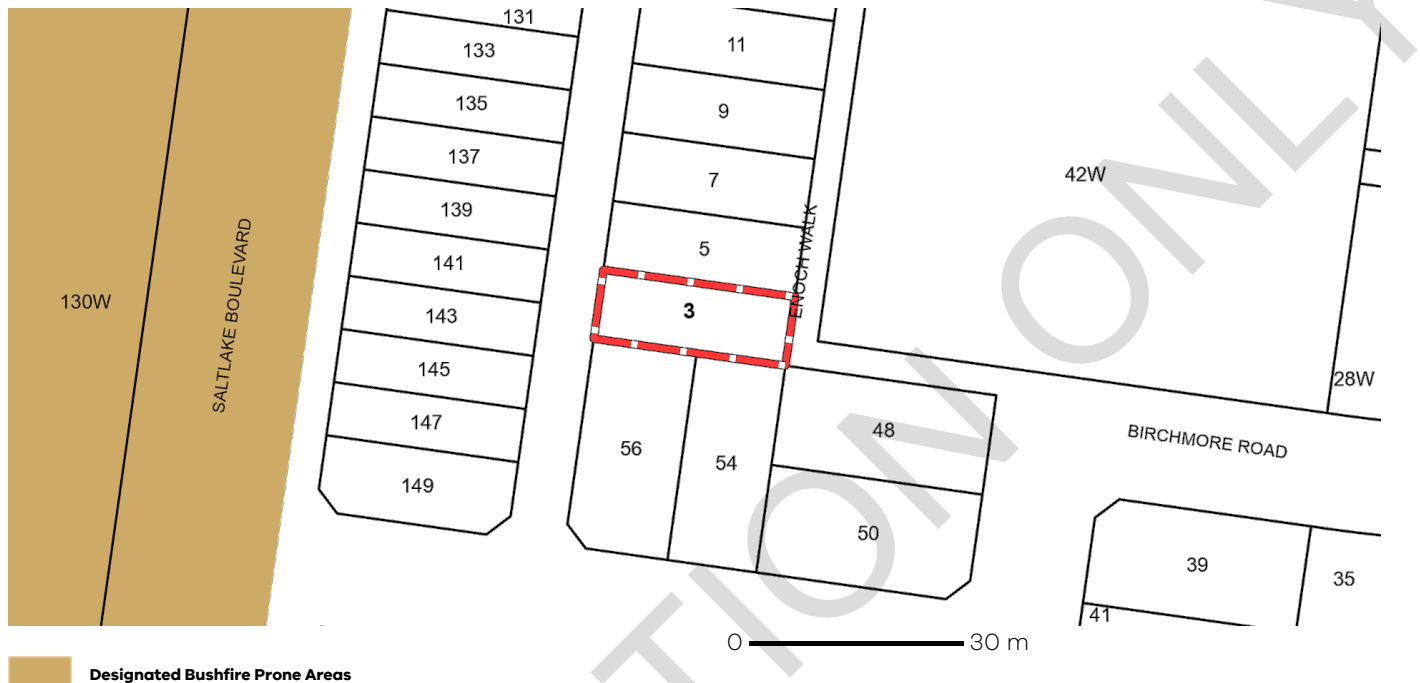 131
133
11
135
9
137
42W
7
139
SALTLAKE BOULEVARD
ENOCH WALK
5
141
130W
3
143
145
28W
147
48
BIRCHMORE ROAD
56
54
149
50
39
35
41
0 30 m
Designated Bushfire Prone Areas
TION ONLY